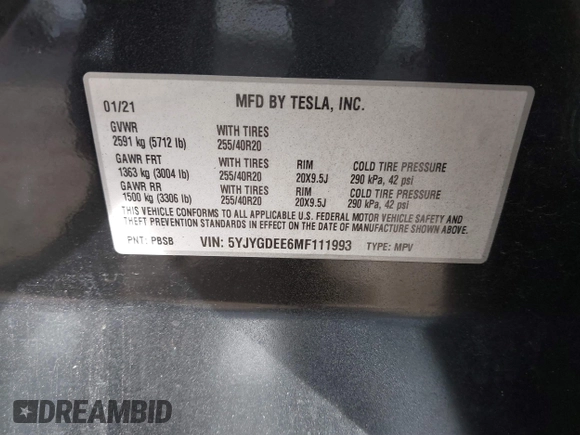 01/21 MFD BY TESLA, INC.
GVWR WITH TIRES
2591 kg (5712 lb) 255/40R20
GAWR FRT WITH TIRES RIM COLD TIRE PRESSURE
1363 kg (3004 lb) 255/40R20 20X9.5J 290 kPa, 42 psi
GAWR RR WITH TIRES RIM COLD TIRE PRESSURE
1500 kg (3306 lb) 255/40R20 20X9.5J 290 kPa, 42 psi
THIS VEHICLE CONFORMS TO ALL APPLICABLE U.S. FEDERAL MOTOR VEHICLE SAFETY AND
THEFT PREVENTION STANDARDS IN EFFECT ON THE DATE OF MANUFACTURE SHOWN ABOVE.
PNT: PBSB VIN: 5YJYGDEE6MF111993 TYPE: MPV
DREAMBID